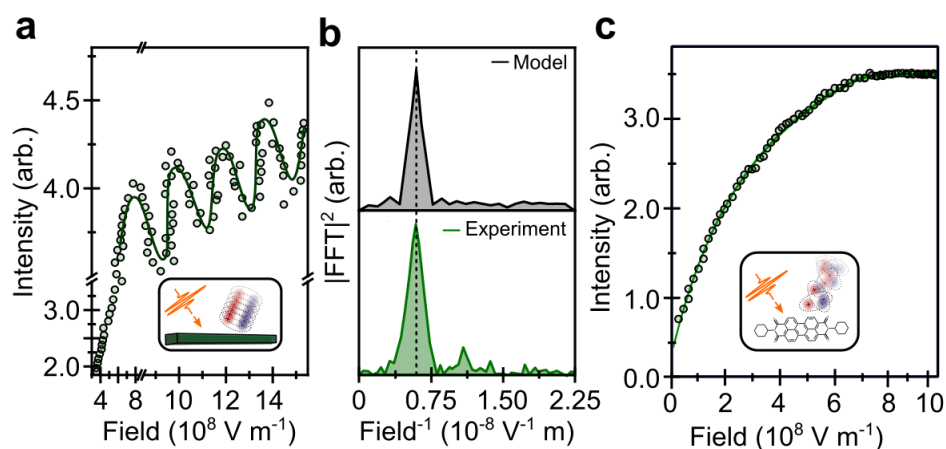 a
Intensity (arb.)
4.5
4.0
3.0
2.0
4
6
10
12
14
Field (10⁸ V m⁻¹)
b
Model
Experiment
|FFT|² (arb.)
0
0.75
1.50
2.25
Field⁻¹ (10⁻⁸ V⁻¹ m)
c
Intensity (arb.)
3.0
2.0
1.0
0.0
0
2
4
6
8
10
Field (10⁸ V m⁻¹)